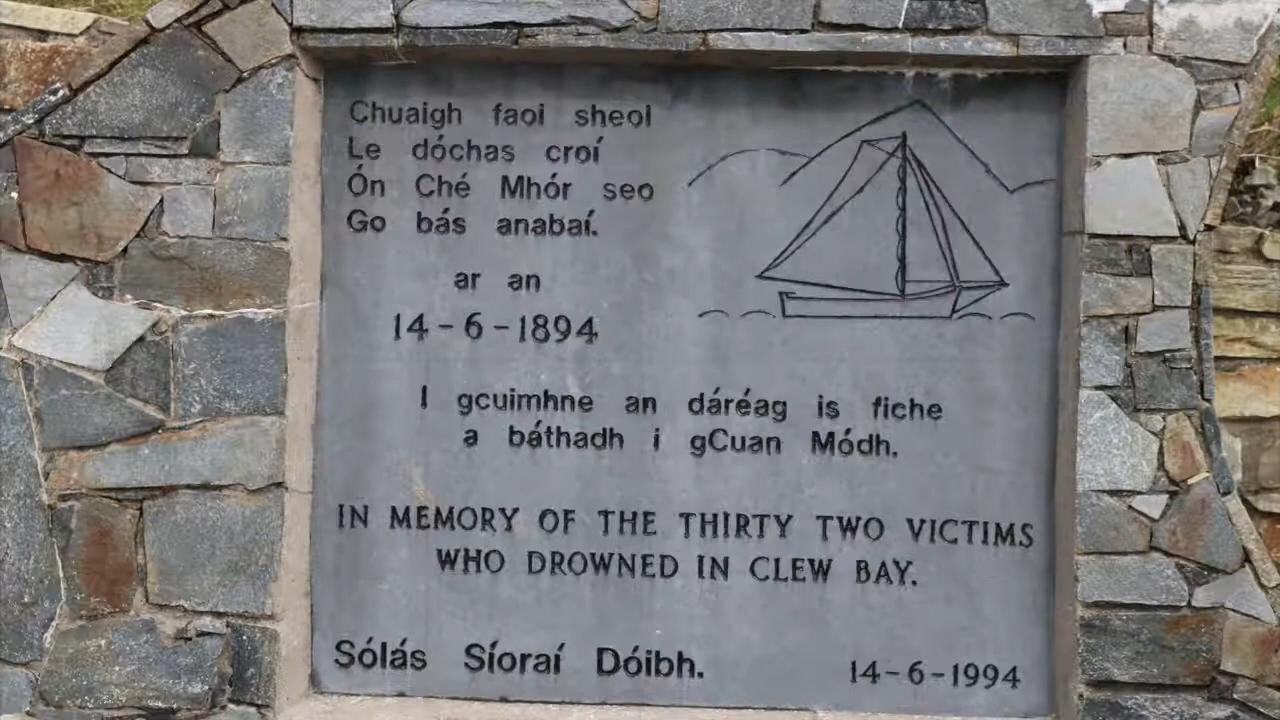 Chuaigh faoi sheol
Le dóchas croí
Ón Ché Mhór seo
Go bás anabaí.
ar an
14-6-1894
I gcuimhne an dáréag is fiche
a báthadh i gCuan Módh.
IN MEMORY OF THE THIRTY TWO VICTIMS
WHO DROWNED IN CLEW BAY.
Sólás Síoraí Dóibh.
14-6-1994